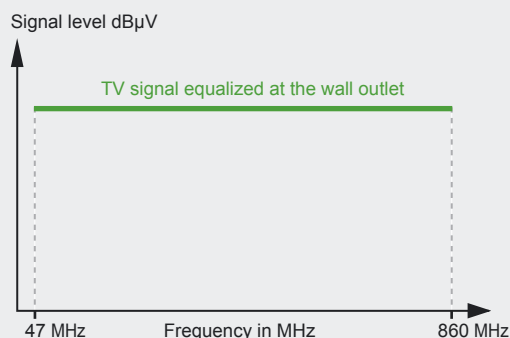 Signal level dBµV
TV signal equalized at the wall outlet
47 MHz Frequency in MHz 860 MHz